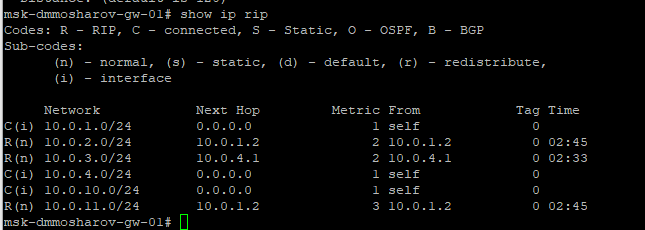 msk-dmmosharov-gw-01# show ip rip
Codes: R - RIP, C - connected, S - Static, O - OSPF, B - BGP
Sub-codes:
      (n) - normal, (s) - static, (d) - default, (r) - redistribute,
      (i) - interface
     Network            Next Hop         Metric From            Tag Time
C(i) 10.0.1.0/24        0.0.0.0               1 self              0
R(n) 10.0.2.0/24        10.0.1.2              2 10.0.1.2          0 02:45
R(n) 10.0.3.0/24        10.0.4.1              2 10.0.4.1          0 02:33
C(i) 10.0.4.0/24        0.0.0.0               1 self              0
C(i) 10.0.10.0/24       0.0.0.0               1 self              0
R(n) 10.0.11.0/24       10.0.1.2              3 10.0.1.2          0 02:45
msk-dmmosharov-gw-01#